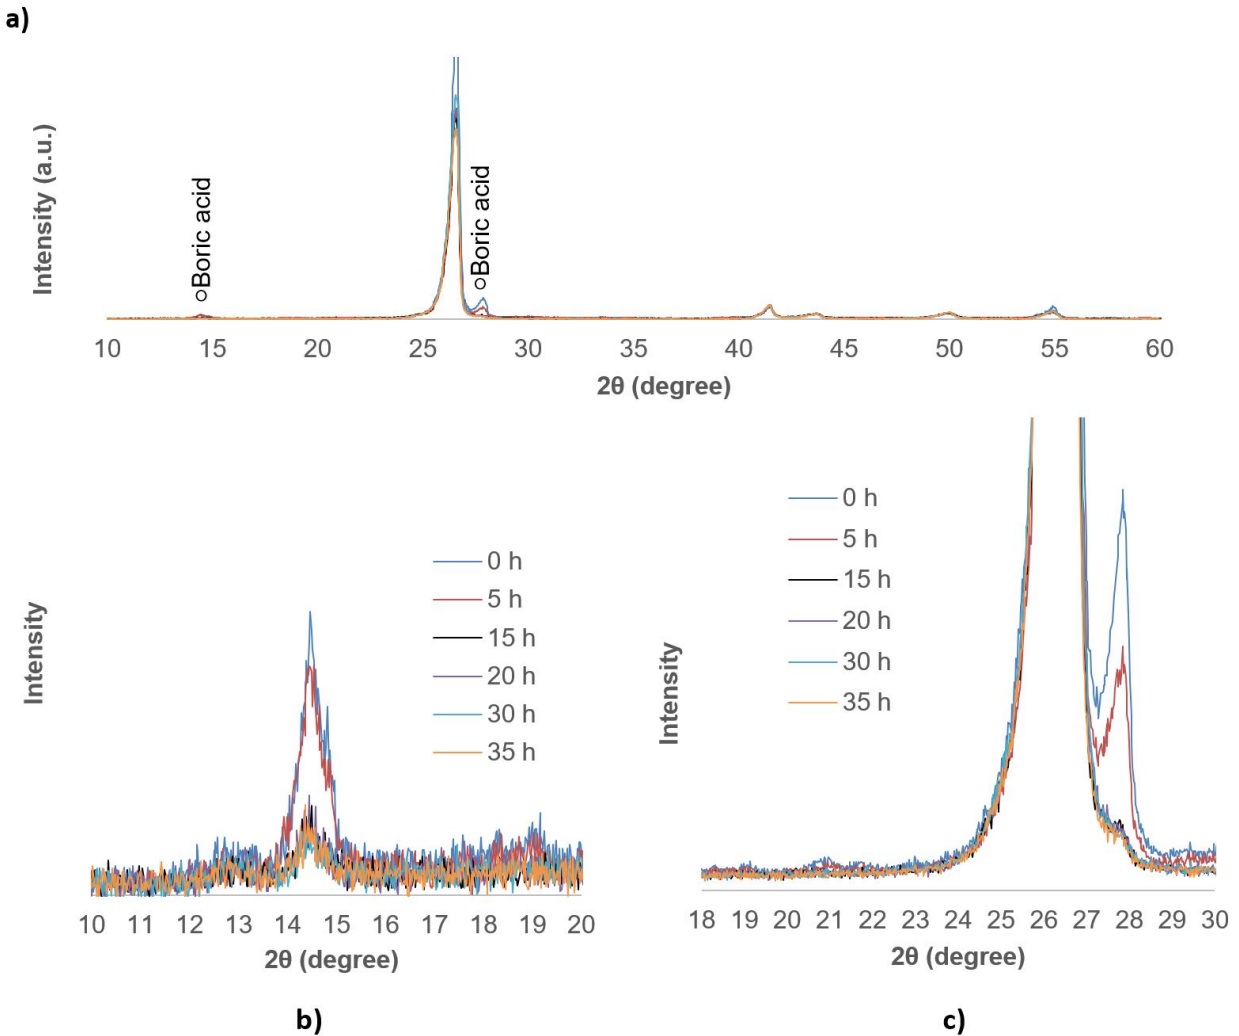 a)
Intensity (a.u.)
○Boric acid
○Boric acid
10 15 20 25 30 35 40 45 50 55 60
2θ (degree)
Intensity
0 h
5 h
15 h
20 h
30 h
35 h
10 11 12 13 14 15 16 17 18 19 20
2θ (degree)
b)
Intensity
0 h
5 h
15 h
20 h
30 h
35 h
18 19 20 21 22 23 24 25 26 27 28 29 30
2θ (degree)
c)